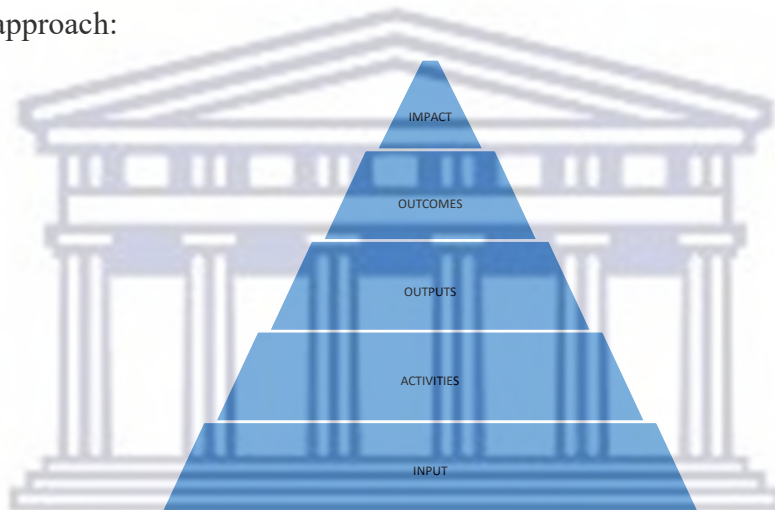 approach:
IMPACT
OUTCOMES
OUTPUTS
ACTIVITIES
INPUT